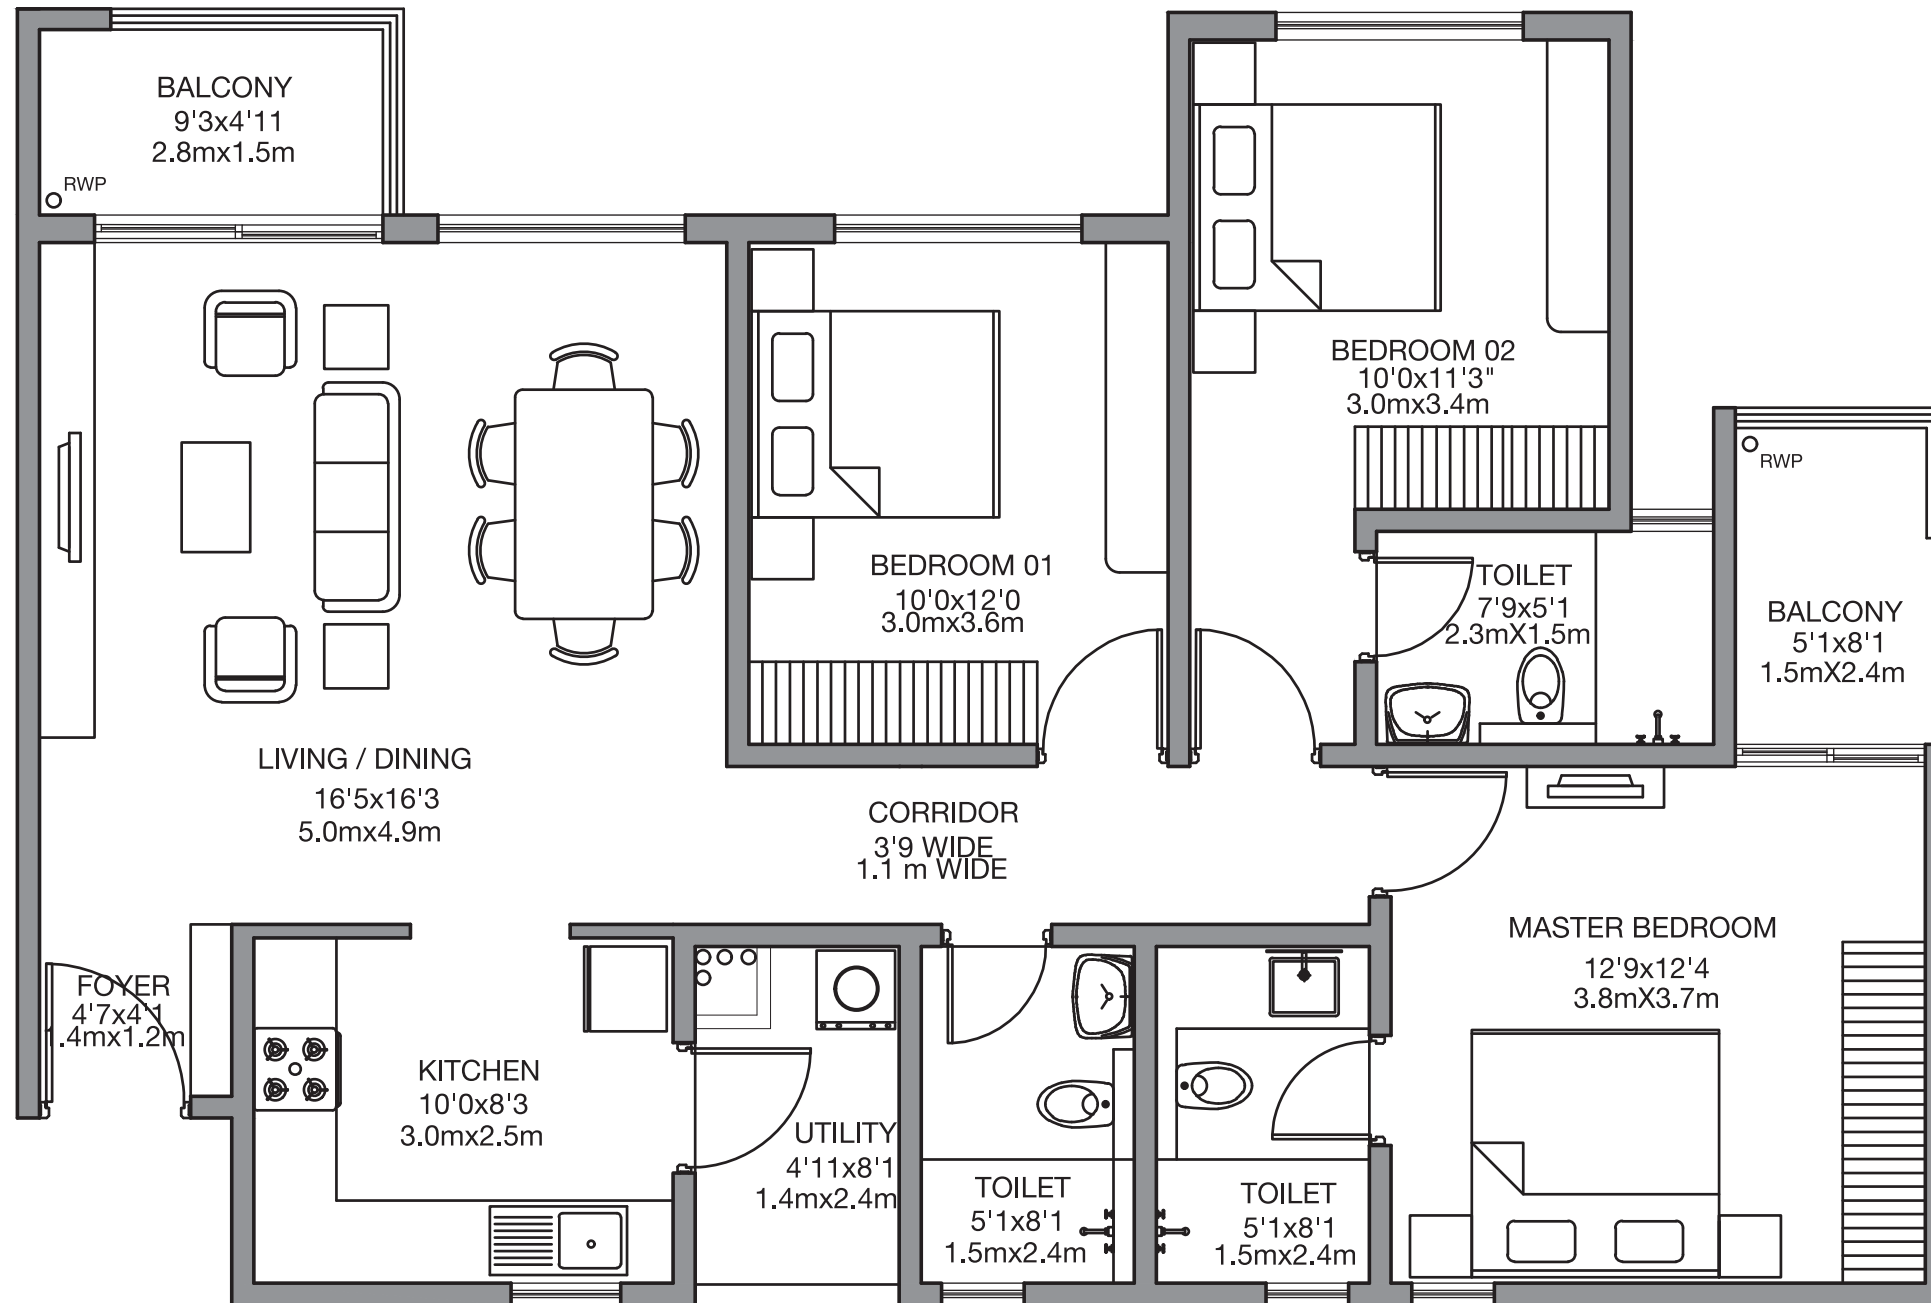 BALCONY
9'3x4'11
2.8mx1.5m
RWP
BEDROOM 02
10'0x11'3"
3.0mx3.4m
RWP
BEDROOM 01
10'0x12'0
3.0mx3.6m
TOILET
7'9x5'1
2.3mX1.5m
BALCONY
5'1x8'1
1.5mX2.4m
LIVING / DINING
16'5x16'3
5.0mx4.9m
CORRIDOR
3'9 WIDE
1.1 m WIDE
MASTER BEDROOM
12'9x12'4
3.8mX3.7m
FOYER
4'7x4'1
1.4mx1.2m
KITCHEN
10'0x8'3
3.0mx2.5m
UTILITY
4'11x8'1
1.4mx2.4m
TOILET
5'1x8'1
1.5mx2.4m
TOILET
5'1x8'1
1.5mx2.4m